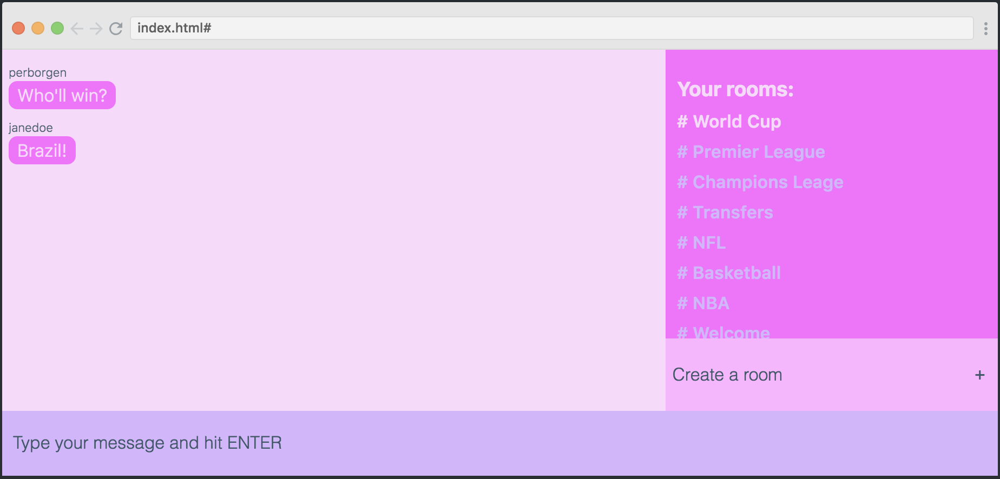 index.html#
perborgen
Who'll win?
janedoe
Brazil!
Your rooms:
# World Cup
# Premier League
# Champions Leage
# Transfers
# NFL
# Basketball
# NBA
# Welcome
Create a room +
Type your message and hit ENTER